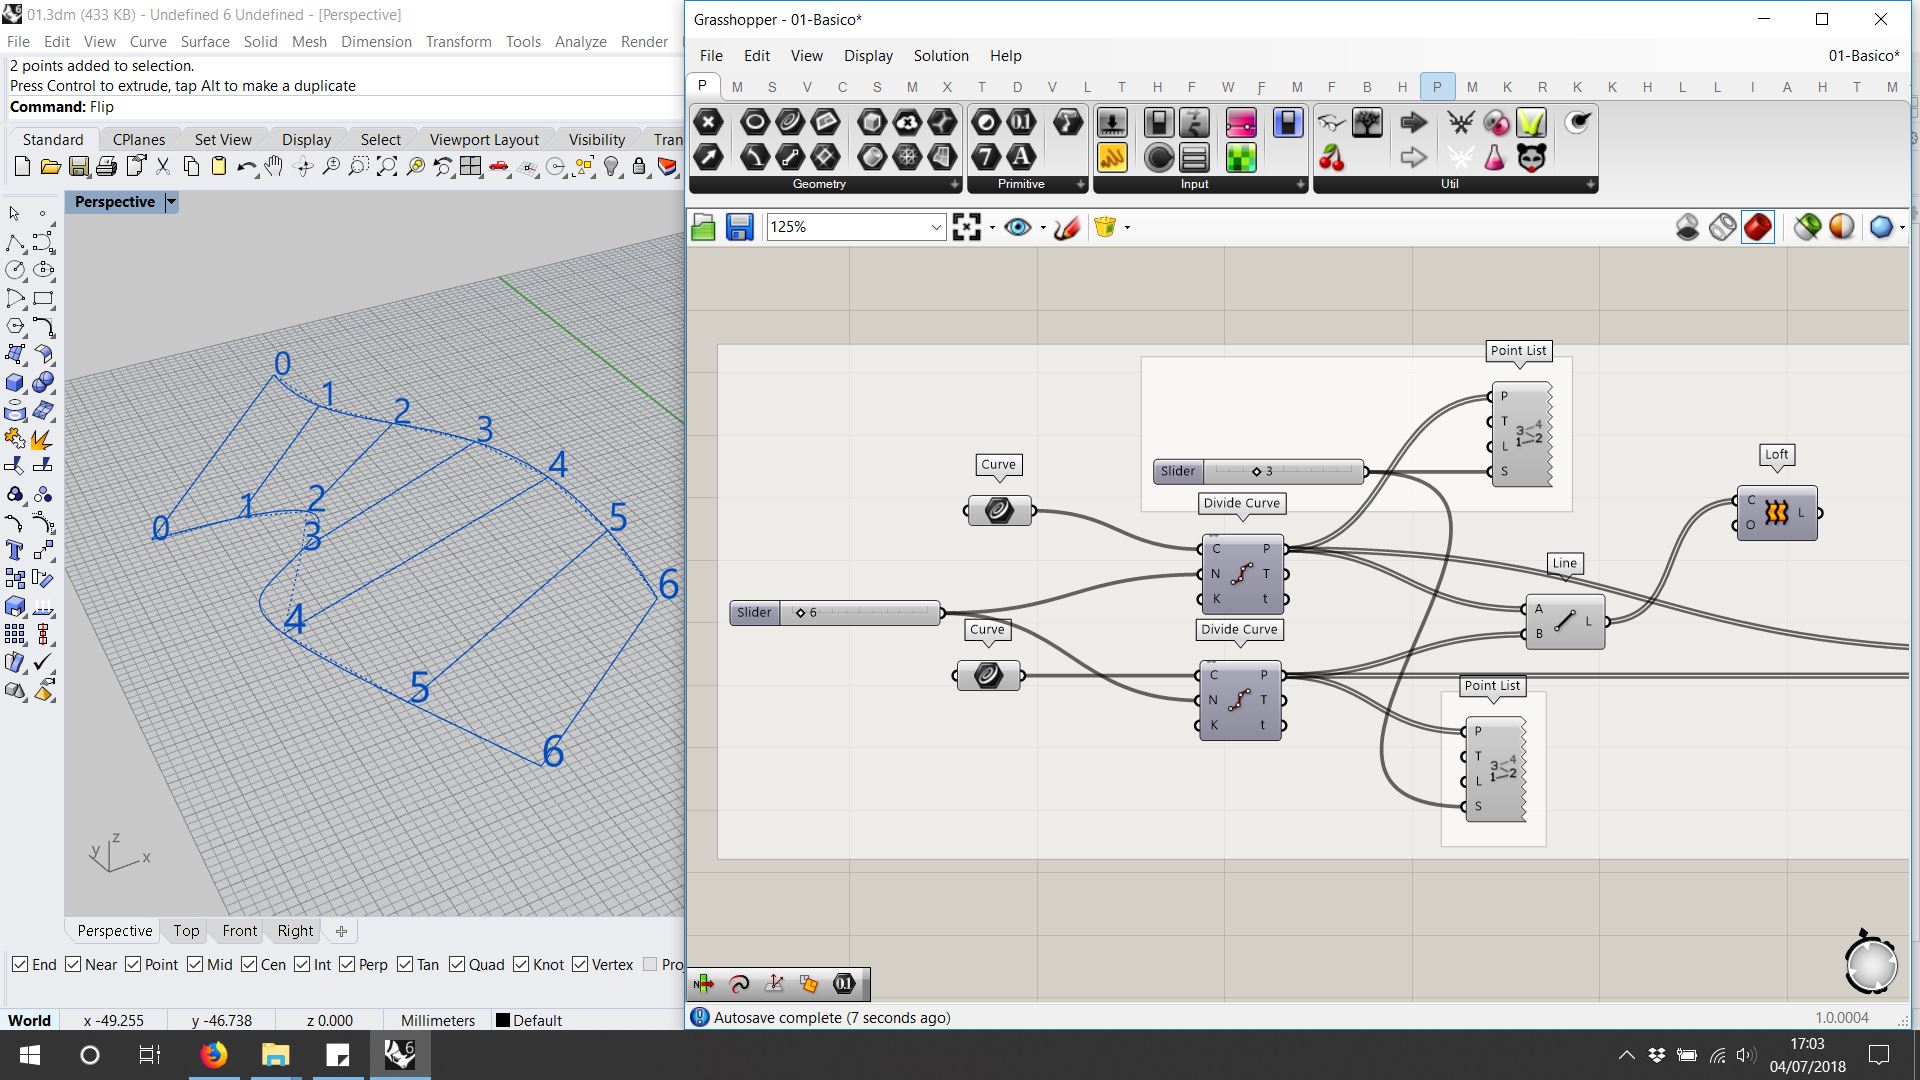 01.3dm (433 KB) - Undefined 6 Undefined - [Perspective]
File Edit View Curve Surface Solid Mesh Dimension Transform Tools Analyze Render
2 points added to selection.
Press Control to extrude, tap Alt to make a duplicate
Command: Flip
Standard CPlanes Set View Display Select Viewport Layout Visibility Tran
Perspective
0
1
2
3
4
5
6
0
1
2
3
4
5
6
z
y
x
Perspective Top Front Right
End Near Point Mid Cen Int Perp Tan Quad Knot Vertex Pro
World x -49.255 y -46.738 z 0.000 Millimeters Default
Grasshopper - 01-Basico*
File Edit View Display Solution Help 01-Basico*
P M S V C S M X T D V L T H F W F M F B H P M K R K K H L L I A H T M
Geometry Primitive Input Util
125%
Point List
P
T
L
S
Slider 3
Curve
Divide Curve
C P
N T
K t
Slider 6
Curve
Divide Curve
C P
N T
K t
Line
A L
B
Loft
C L
O
Point List
P
T
L
S
Autosave complete (7 seconds ago) 1.0.0004
17:03
04/07/2018